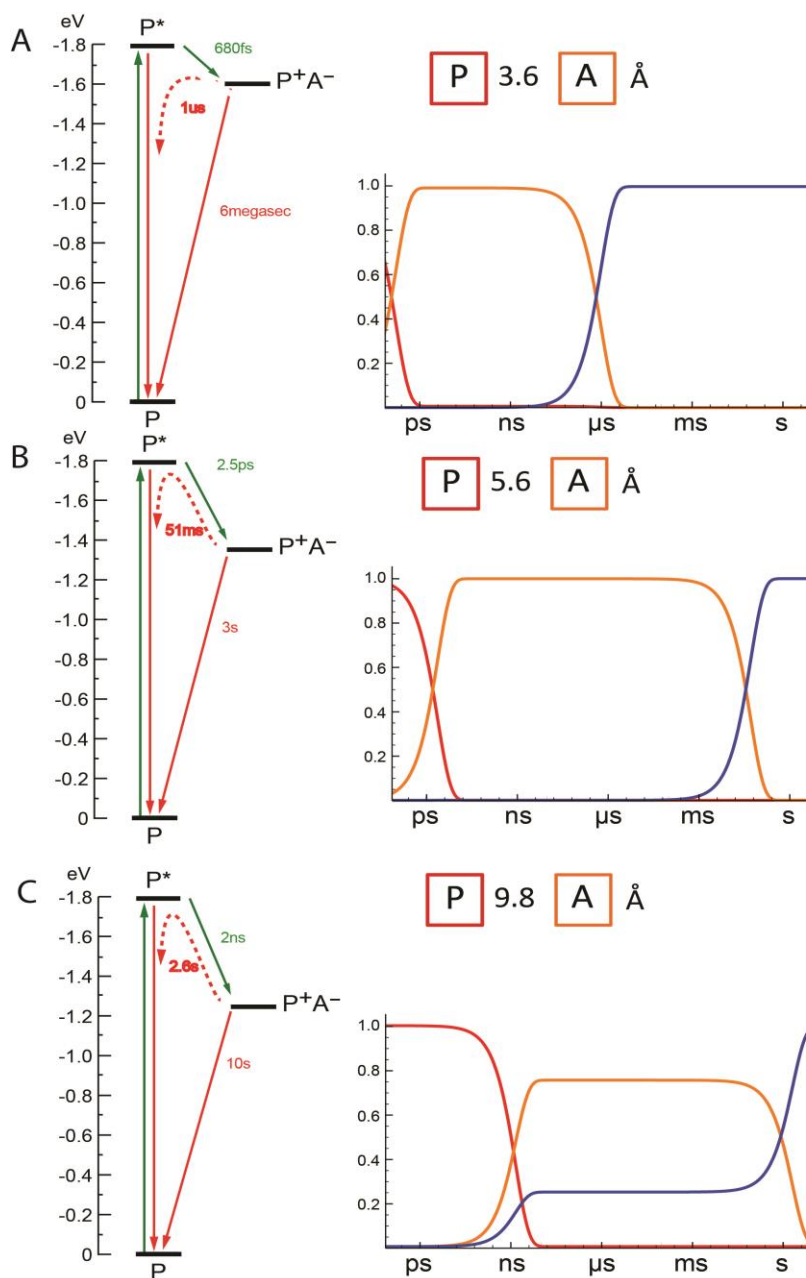 A
eV
P*
-1.8
-1.6
-1.4
-1.2
-1.0
-0.8
-0.6
-0.4
-0.2
0
680fs
P+A−
1us
6megasec
P
P 3.6 A Å
1.0
0.8
0.6
0.4
0.2
ps ns µs ms s
B
eV
P*
-1.8
-1.6
-1.4
-1.2
-1.0
-0.8
-0.6
-0.4
-0.2
0
2.5ps
51ms
P+A−
3s
P
P 5.6 A Å
1.0
0.8
0.6
0.4
0.2
ps ns µs ms s
C
eV
P*
-1.8
-1.6
-1.4
-1.2
-1.0
-0.8
-0.6
-0.4
-0.2
0
2ns
2.6s
P+A−
10s
P
P 9.8 A Å
1.0
0.8
0.6
0.4
0.2
ps ns µs ms s